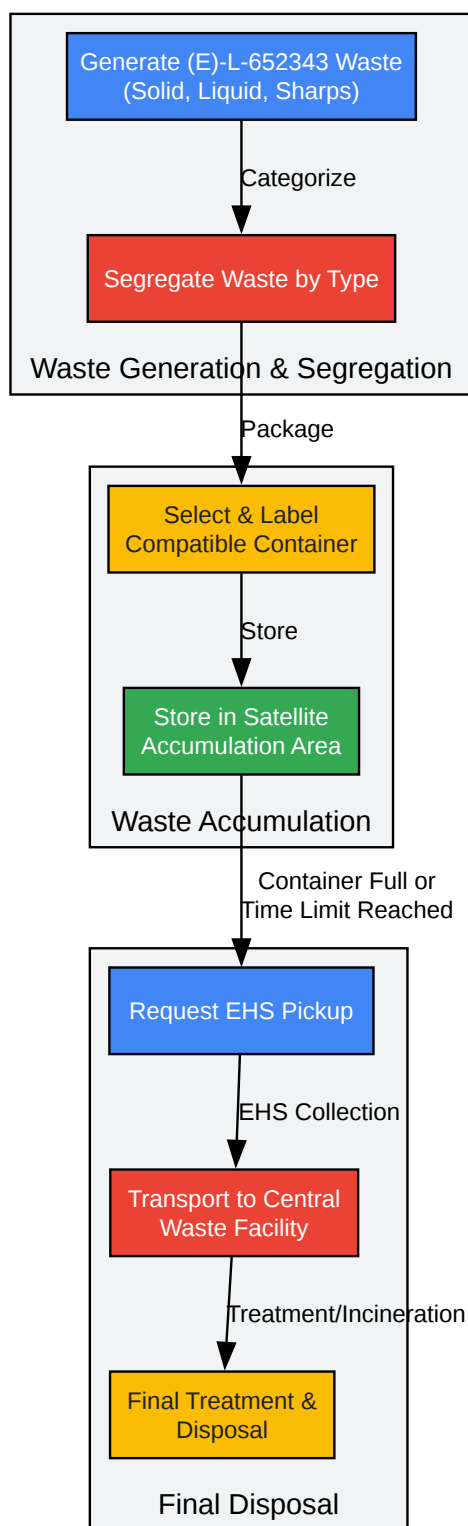 Generate (E)-L-652343 Waste
(Solid, Liquid, Sharps)
Categorize
Segregate Waste by Type
Waste Generation & Segregation
Package
Select & Label
Compatible Container
Store
Store in Satellite
Accumulation Area
Waste Accumulation
Container Full or
Time Limit Reached
Request EHS Pickup
EHS Collection
Transport to Central
Waste Facility
Treatment/Incineration
Final Treatment &
Disposal
Final Disposal